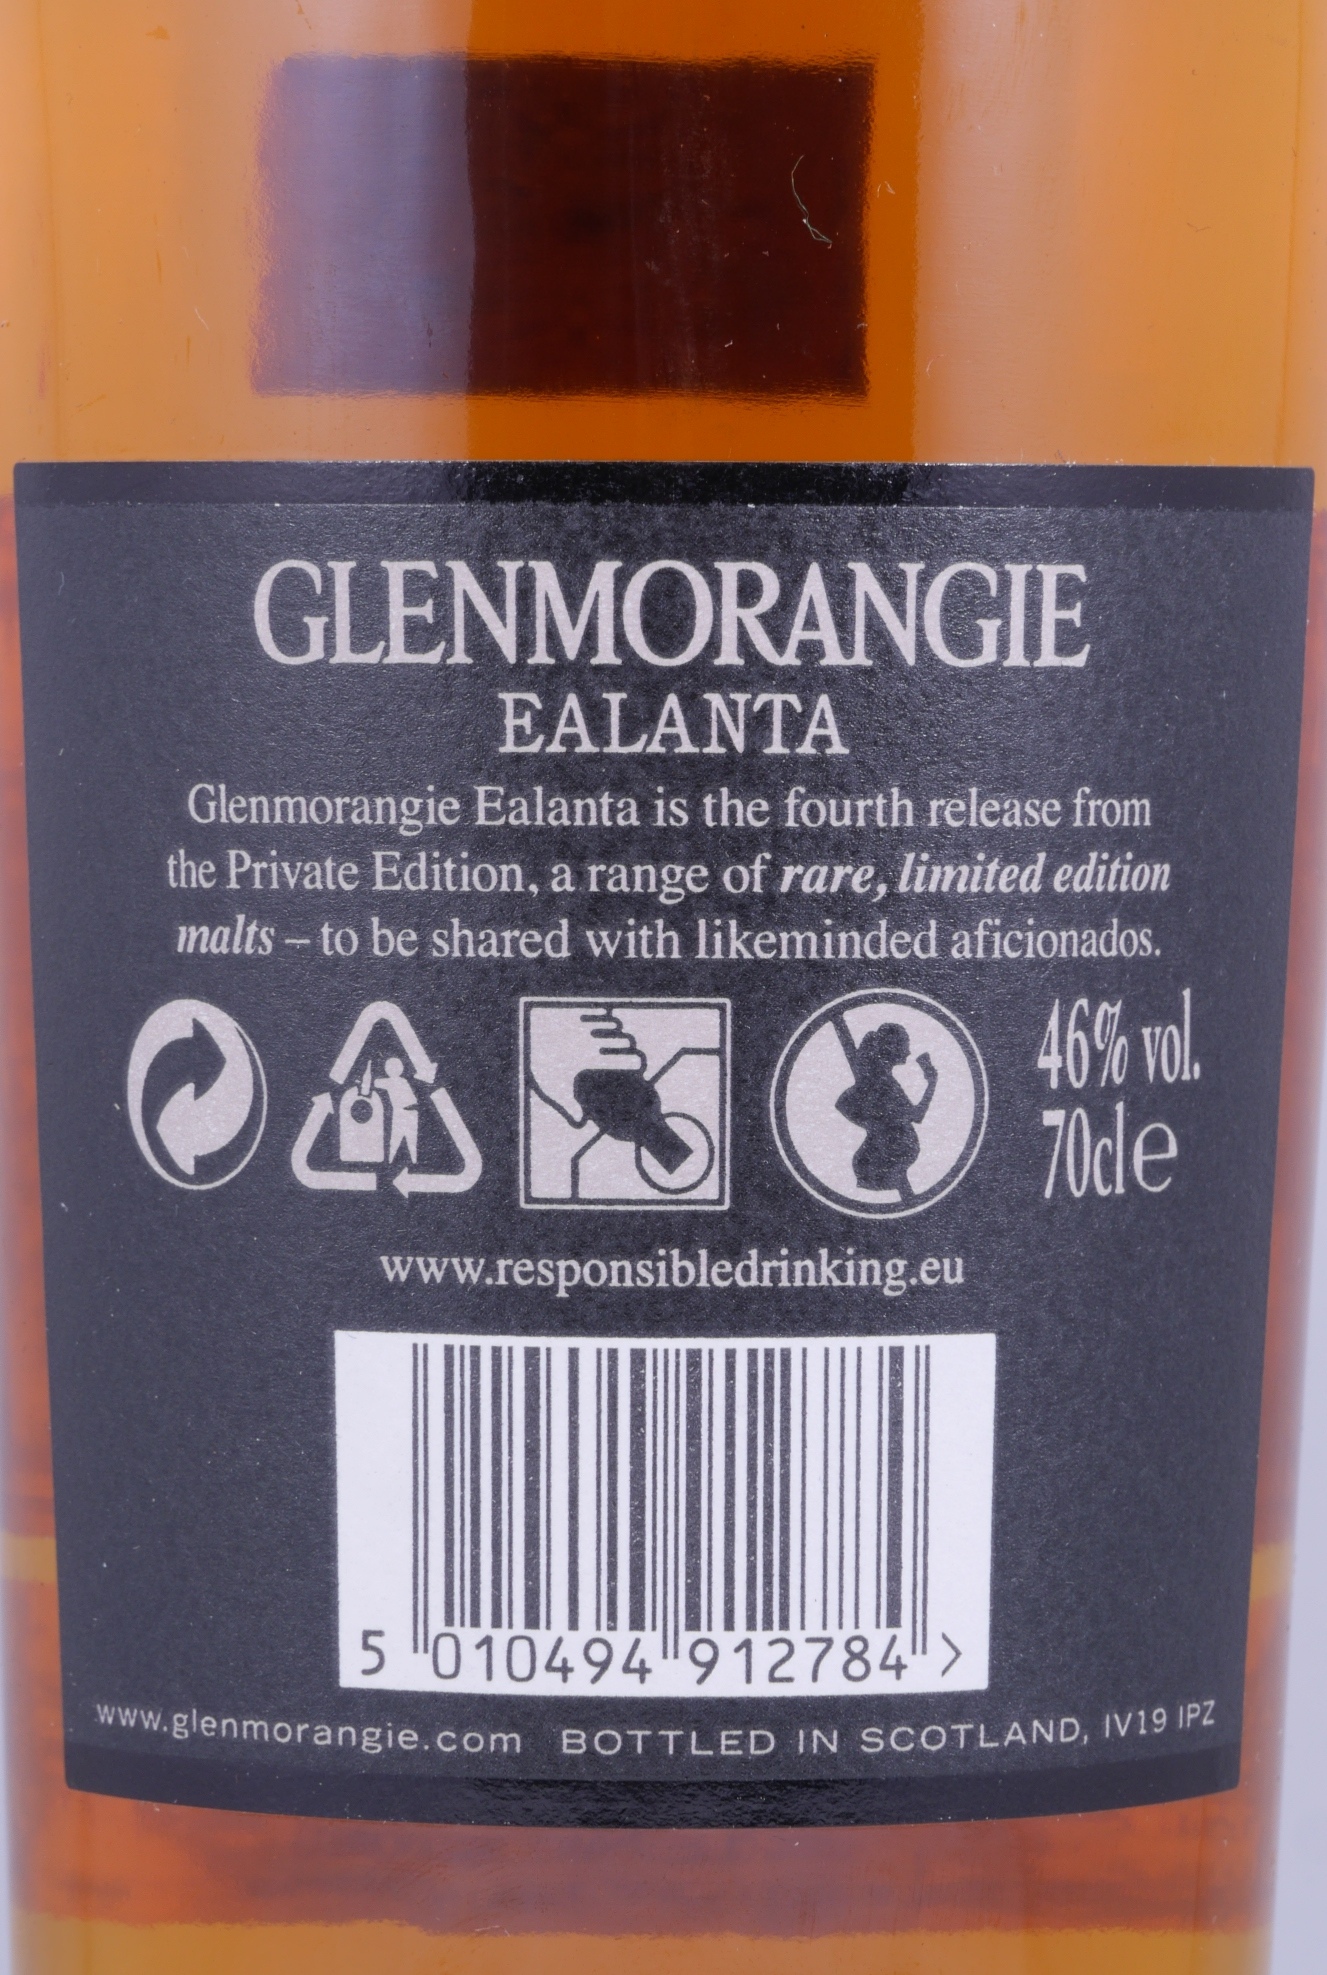 GLENMORANGIE
EALANTA
Glenmorangie Ealanta is the fourth release from
the Private Edition, a range of rare, limited edition
malts – to be shared with likeminded aficionados.
46% vol.
70cl e
www.responsibledrinking.eu
5 010494 912784 >
www.glenmorangie.com BOTTLED IN SCOTLAND, IV19 1PZ